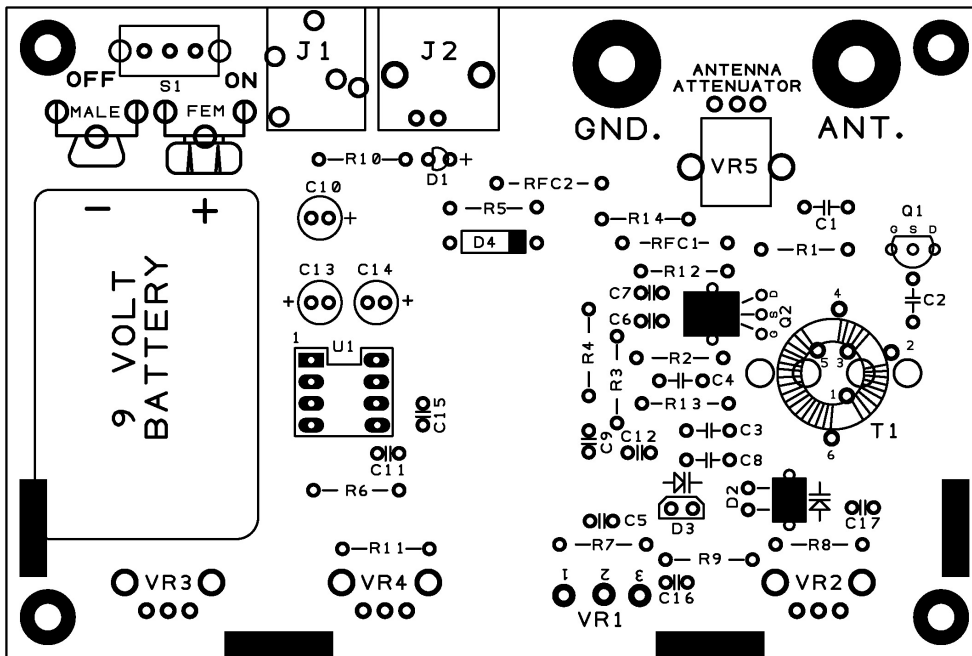 J1
J2
OFF
S1
ON
MALE
FEM
GND.
ANTENNA
ATTENUATOR
ANT.
VR5
R10
D1
+
RFC2
C10
+
R5
D4
R14
C1
Q1
G S D
RFC1
R1
- +
9 VOLT
BATTERY
C13
C14
+
+
R12
C7
C6
D
S
G
Q2
C2
4
2
1
U1
R4
R3
R2
5
3
C4
1
R13
C15
C9
C12
C3
T1
6
C11
C8
R6
D2
D3
C5
C17
R11
R7
R9
R8
VR3
VR4
1
2
3
VR1
C16
VR2